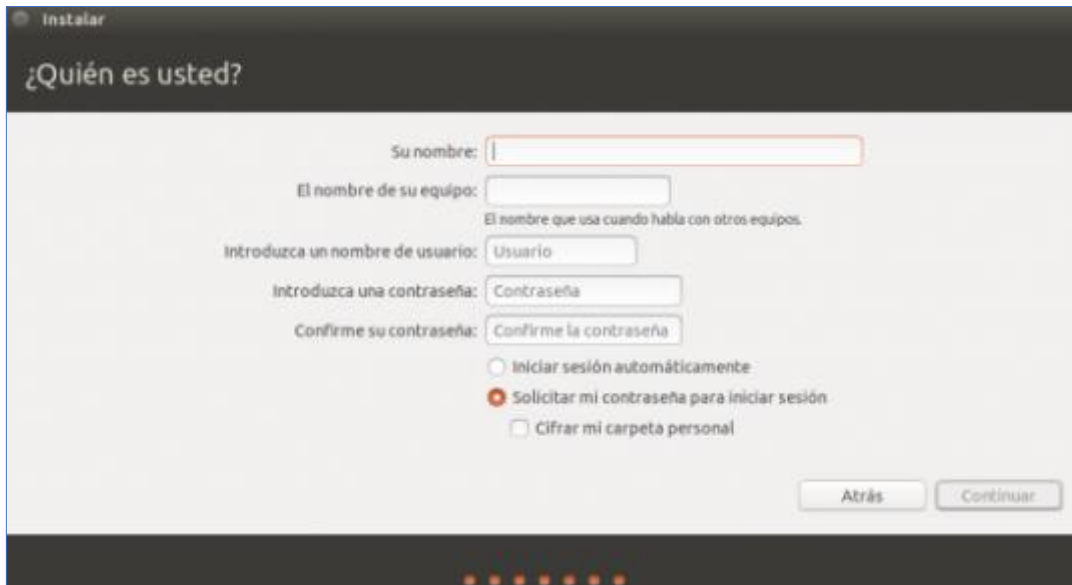 Instalar
¿Quién es usted?
Su nombre:
El nombre de su equipo:
El nombre que usa cuando habla con otros equipos.
Introduzca un nombre de usuario: Usuario
Introduzca una contraseña: Contraseña
Confirme su contraseña: Confirme la contraseña
Iniciar sesión automáticamente
Solicitar mi contraseña para iniciar sesión
Cifrar mi carpeta personal
Atrás Continuar